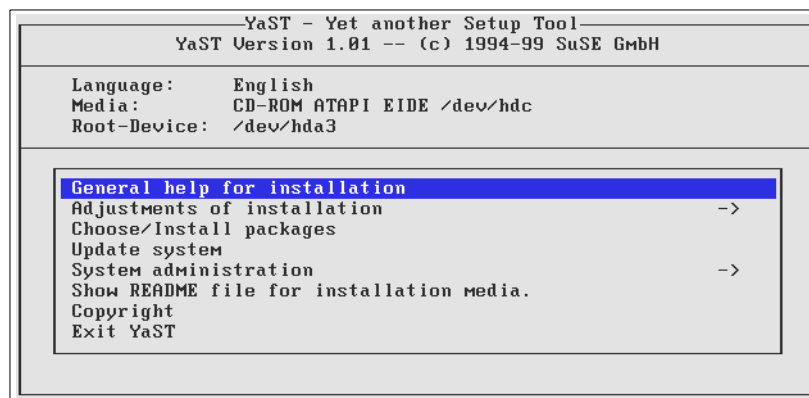 YaST - Yet another Setup Tool
YaST Version 1.01 -- (c) 1994-99 SuSE GmbH
Language: English
Media: CD-ROM ATAPI EIDE /dev/hdc
Root-Device: /dev/hda3
General help for installation
Adjustments of installation ->
Choose/Install packages
Update system
System administration ->
Show README file for installation media.
Copyright
Exit YaST